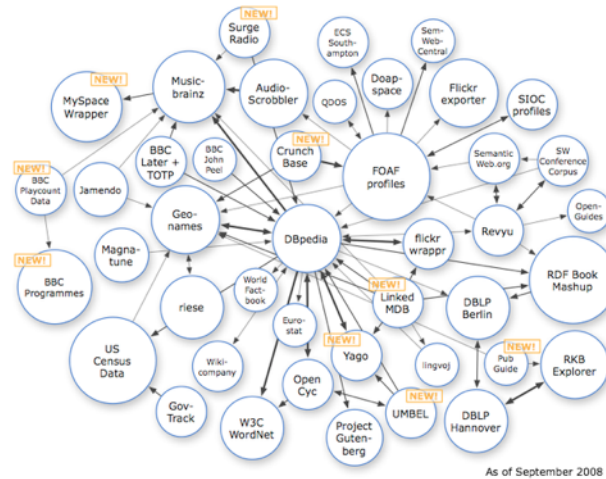 Surge
Radio
NEW!
ECS
South-
ampton
Sem-
Web-
Central
NEW!
MySpace
Wrapper
Music-
brainz
Audio-
Scrobbler
QDOS
Doap-
space
Flickr
exporter
SIOC
profiles
NEW!
BBC
Playcount
Data
Jamendo
BBC
Later +
TOTP
BBC
John
Peel
NEW!
Crunch
Base
FOAF
profiles
Semantic
Web.org
SW
Conference
Corpus
Geo-
names
DBpedia
flickr
wrappr
Revyu
Open-
Guides
NEW!
BBC
Programmes
Magna-
tune
riese
World
Fact-
book
Euro-
stat
NEW!
Linked
MDB
DBLP
Berlin
RDF Book
Mashup
US
Census
Data
Wiki-
company
NEW!
Yago
lingvoj
NEW!
Pub
Guide
RKB
Explorer
Gov-
Track
W3C
WordNet
Open
Cyc
Project
Guten-
berg
NEW!
UMBEL
DBLP
Hannover
As of September 2008